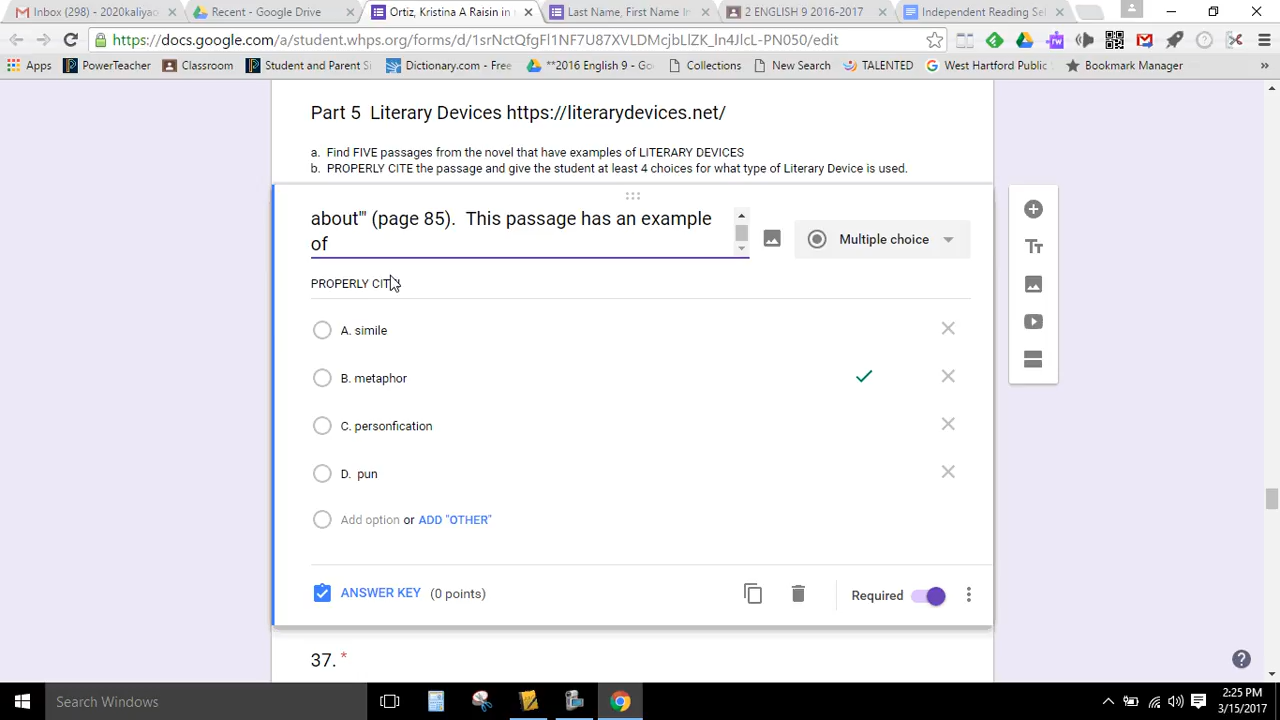 Inbox (298) - 2020kaliyao
Recent - Google Drive
Ortiz, Kristina A Raisin in
Last Name, First Name In
2 ENGLISH 9 2016-2017
Independent Reading Sel
https://docs.google.com/a/student.whps.org/forms/d/1srNctQfgFl1NF7U87XVLDMcjbLlZK_In4JIcL-PN050/edit
Apps
PowerTeacher
Classroom
Student and Parent Si
Dictionary.com - Free
**2016 English 9 - Go
Collections
New Search
TALENTED
West Hartford Public
Bookmark Manager
»
Part 5  Literary Devices https://literarydevices.net/
a.  Find FIVE passages from the novel that have examples of LITERARY DEVICES
b.  PROPERLY CITE the passage and give the student at least 4 choices for what type of Literary Device is used.
about'" (page 85).  This passage has an example
of
Multiple choice
PROPERLY CITE
A. simile
B. metaphor
C. personfication
D.  pun
Add option or ADD "OTHER"
ANSWER KEY (0 points)
Required
37. *
Search Windows
2:25 PM
3/15/2017